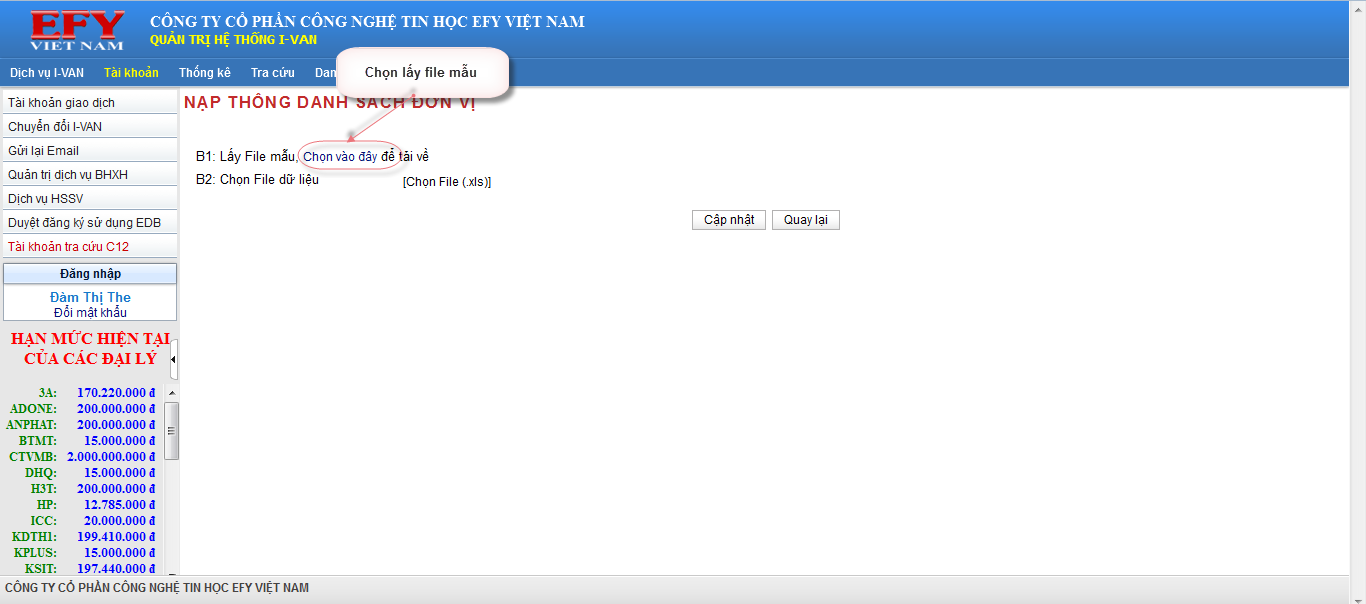 EFY
VIET NAM
CÔNG TY CỔ PHẦN CÔNG NGHỆ TIN HỌC EFY VIỆT NAM
QUẢN TRỊ HỆ THỐNG I-VAN
Dịch vụ I-VAN Tài khoản Thống kê Tra cứu Dan
Chọn lấy file mẫu
Tài khoản giao dịch
Chuyển đổi I-VAN
Gửi lại Email
Quản trị dịch vụ BHXH
Dịch vụ HSSV
Duyệt đăng ký sử dụng EDB
Tài khoản tra cứu C12
Đăng nhập
Đàm Thị The
Đổi mật khẩu
HẠN MỨC HIỆN TẠI
CỦA CÁC ĐẠI LÝ
3A: 170.220.000 đ
ADONE: 200.000.000 đ
ANPHAT: 200.000.000 đ
BTMT: 15.000.000 đ
CTVMB: 2.000.000.000 đ
DHQ: 15.000.000 đ
H3T: 200.000.000 đ
HP: 12.785.000 đ
ICC: 20.000.000 đ
KDTH1: 199.410.000 đ
KPLUS: 15.000.000 đ
KSIT: 197.440.000 đ
NẠP THÔNG DANH SÁCH ĐƠN VỊ
B1: Lấy File mẫu, Chọn vào đây để tải về
B2: Chọn File dữ liệu [Chọn File (.xls)]
Cập nhật Quay lại
CÔNG TY CỔ PHẦN CÔNG NGHỆ TIN HỌC EFY VIỆT NAM